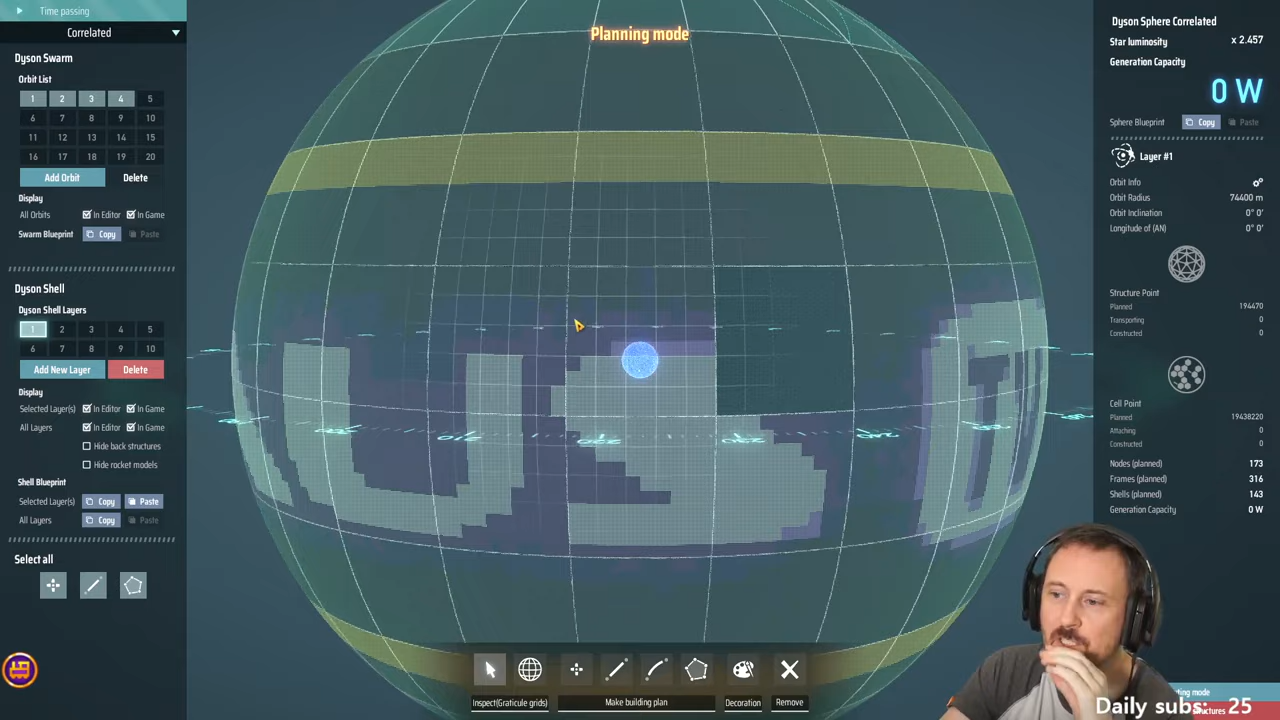 Time passing
Correlated
Dyson Swarm
Orbit List
1 2 3 4 5
6 7 8 9 10
11 12 13 14 15
16 17 18 19 20
Add Orbit Delete
Display
All Orbits In Editor In Game
Swarm Blueprint Copy Paste
Dyson Shell
Dyson Shell Layers
1 2 3 4 5
6 7 8 9 10
Add New Layer Delete
Display
Selected Layer(s) In Editor In Game
All Layers In Editor In Game
Hide back structures
Hide rocket models
Shell Blueprint
Selected Layer(s) Copy Paste
All Layers Copy Paste
Select all
Planning mode
US
Inspect(Graticule grids) Make building plan Decoration Remove
Dyson Sphere Correlated
Star luminosity x 2.457
Generation Capacity
0 W
Sphere Blueprint Copy Paste
Layer #1
Orbit Info
Orbit Radius 74400 m
Orbit Inclination 0° 0'
Longitude of (AN) 0° 0'
Structure Point
Planned 194470
Transporting 0
Constructed 0
Cell Point
Planned 19438220
Attaching 0
Constructed 0
Nodes (planned) 173
Frames (planned) 316
Shells (planned) 143
Generation Capacity 0 W
Daily subs: 25